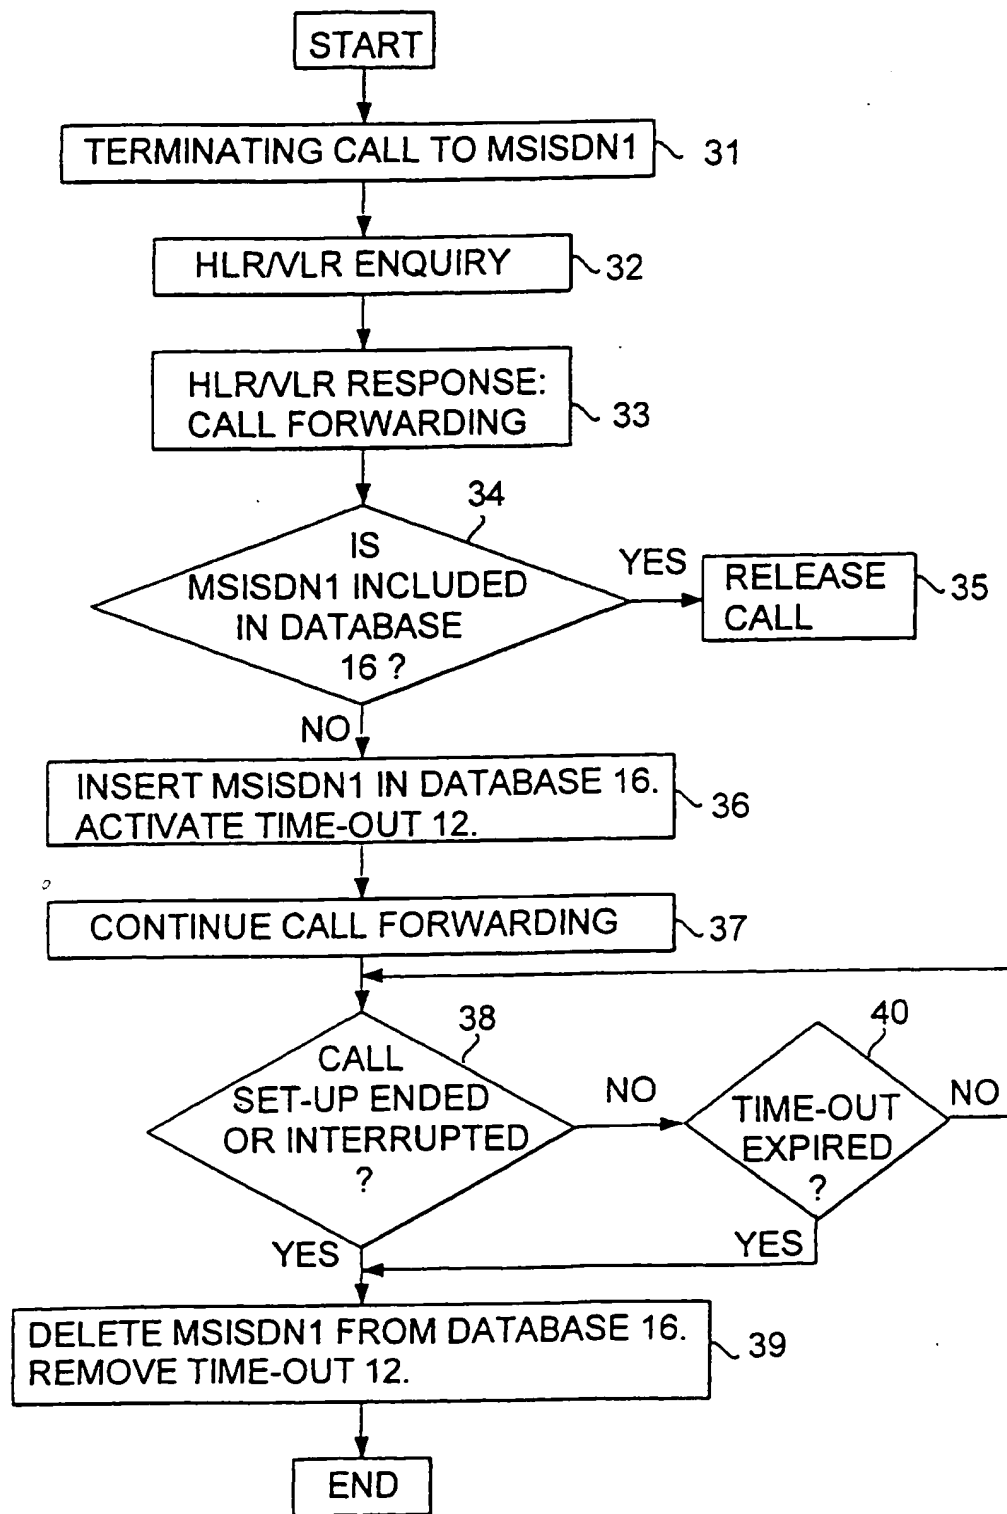 START
TERMINATING CALL TO MSISDN1
31
HLR/VLR ENQUIRY
32
HLR/VLR RESPONSE:
CALL FORWARDING
33
34
IS
MSISDN1 INCLUDED
IN DATABASE
16 ?
YES
RELEASE
CALL
35
NO
INSERT MSISDN1 IN DATABASE 16.
ACTIVATE TIME-OUT 12.
36
CONTINUE CALL FORWARDING
37
38
CALL
SET-UP ENDED
OR INTERRUPTED
?
NO
40
TIME-OUT
EXPIRED
?
NO
YES
YES
DELETE MSISDN1 FROM DATABASE 16.
REMOVE TIME-OUT 12.
39
END